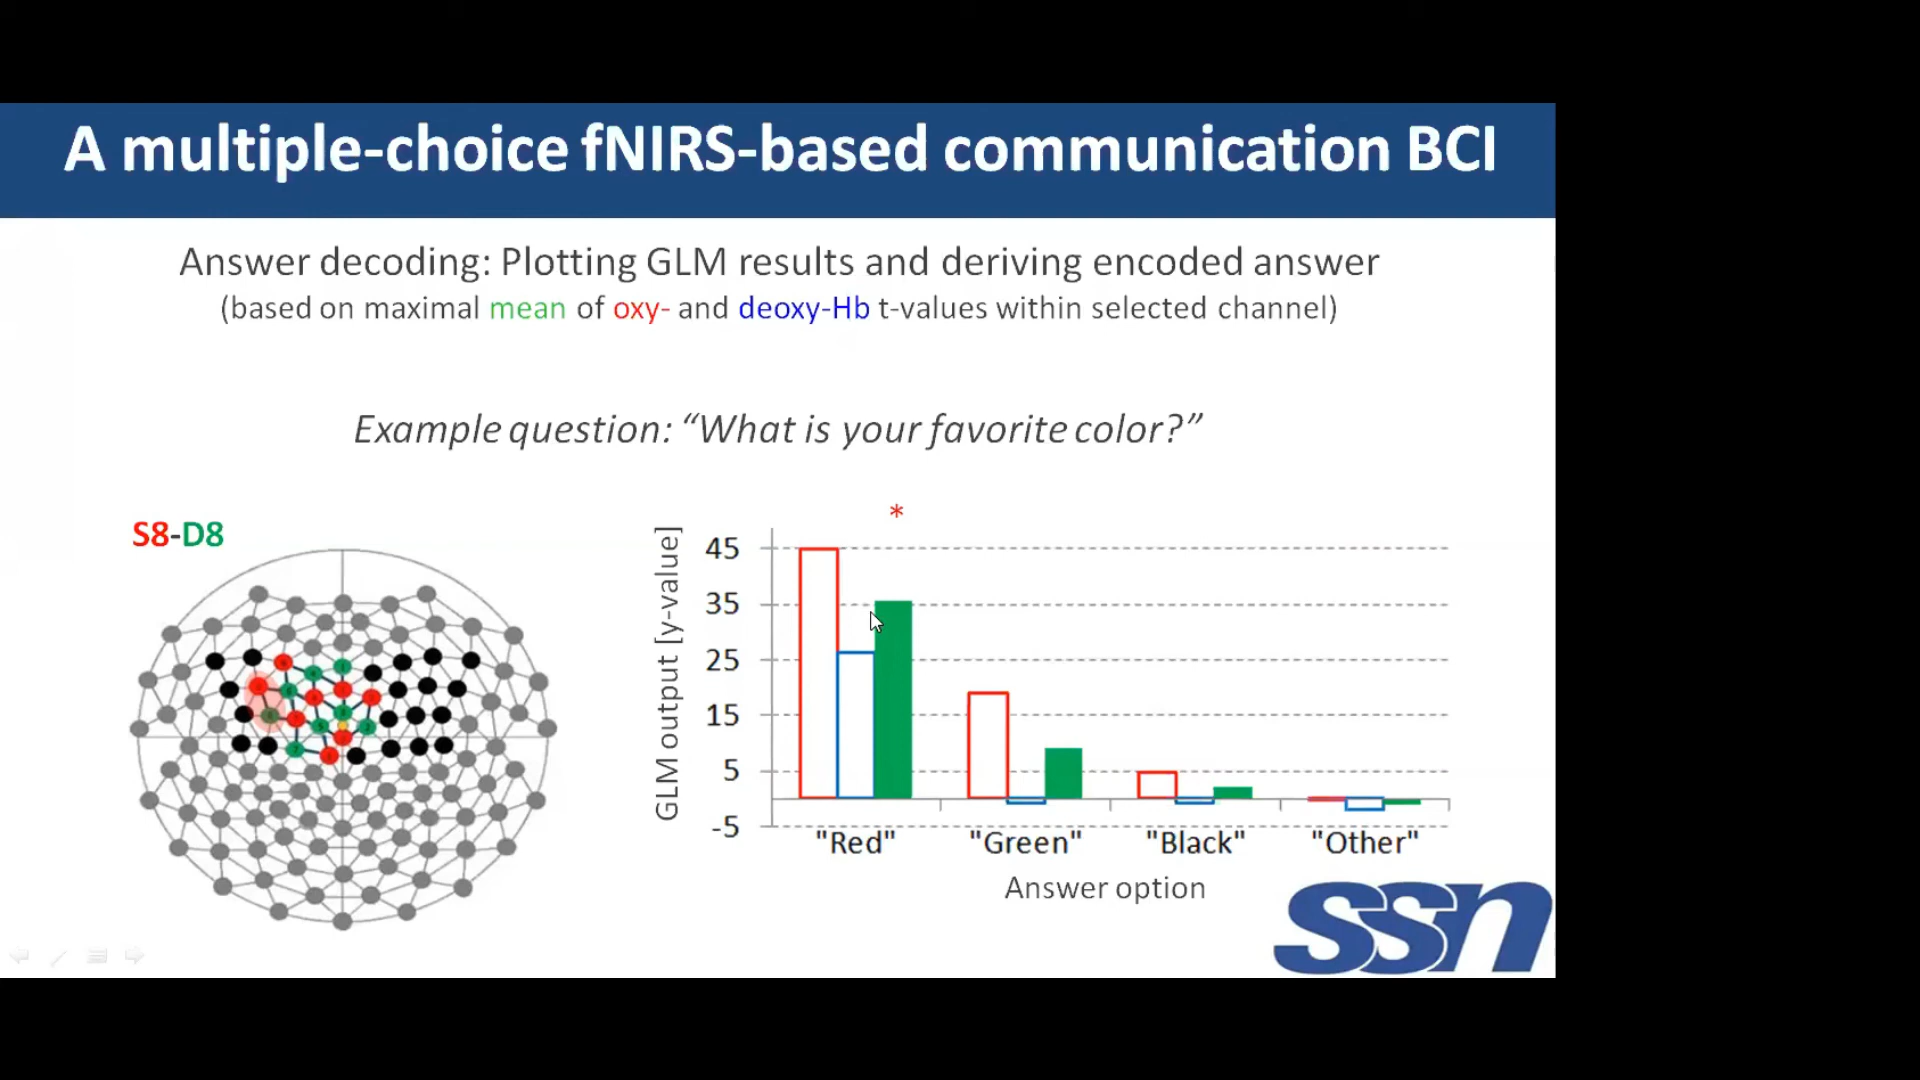 A multiple-choice fNIRS-based communication BCI
Answer decoding: Plotting GLM results and deriving encoded answer
(based on maximal mean of oxy- and deoxy-Hb t-values within selected channel)
Example question: “What is your favorite color?”
S8-D8
*
GLM output [y-value]
45
35
25
15
5
-5
"Red"
"Green"
"Black"
"Other"
Answer option
ssn